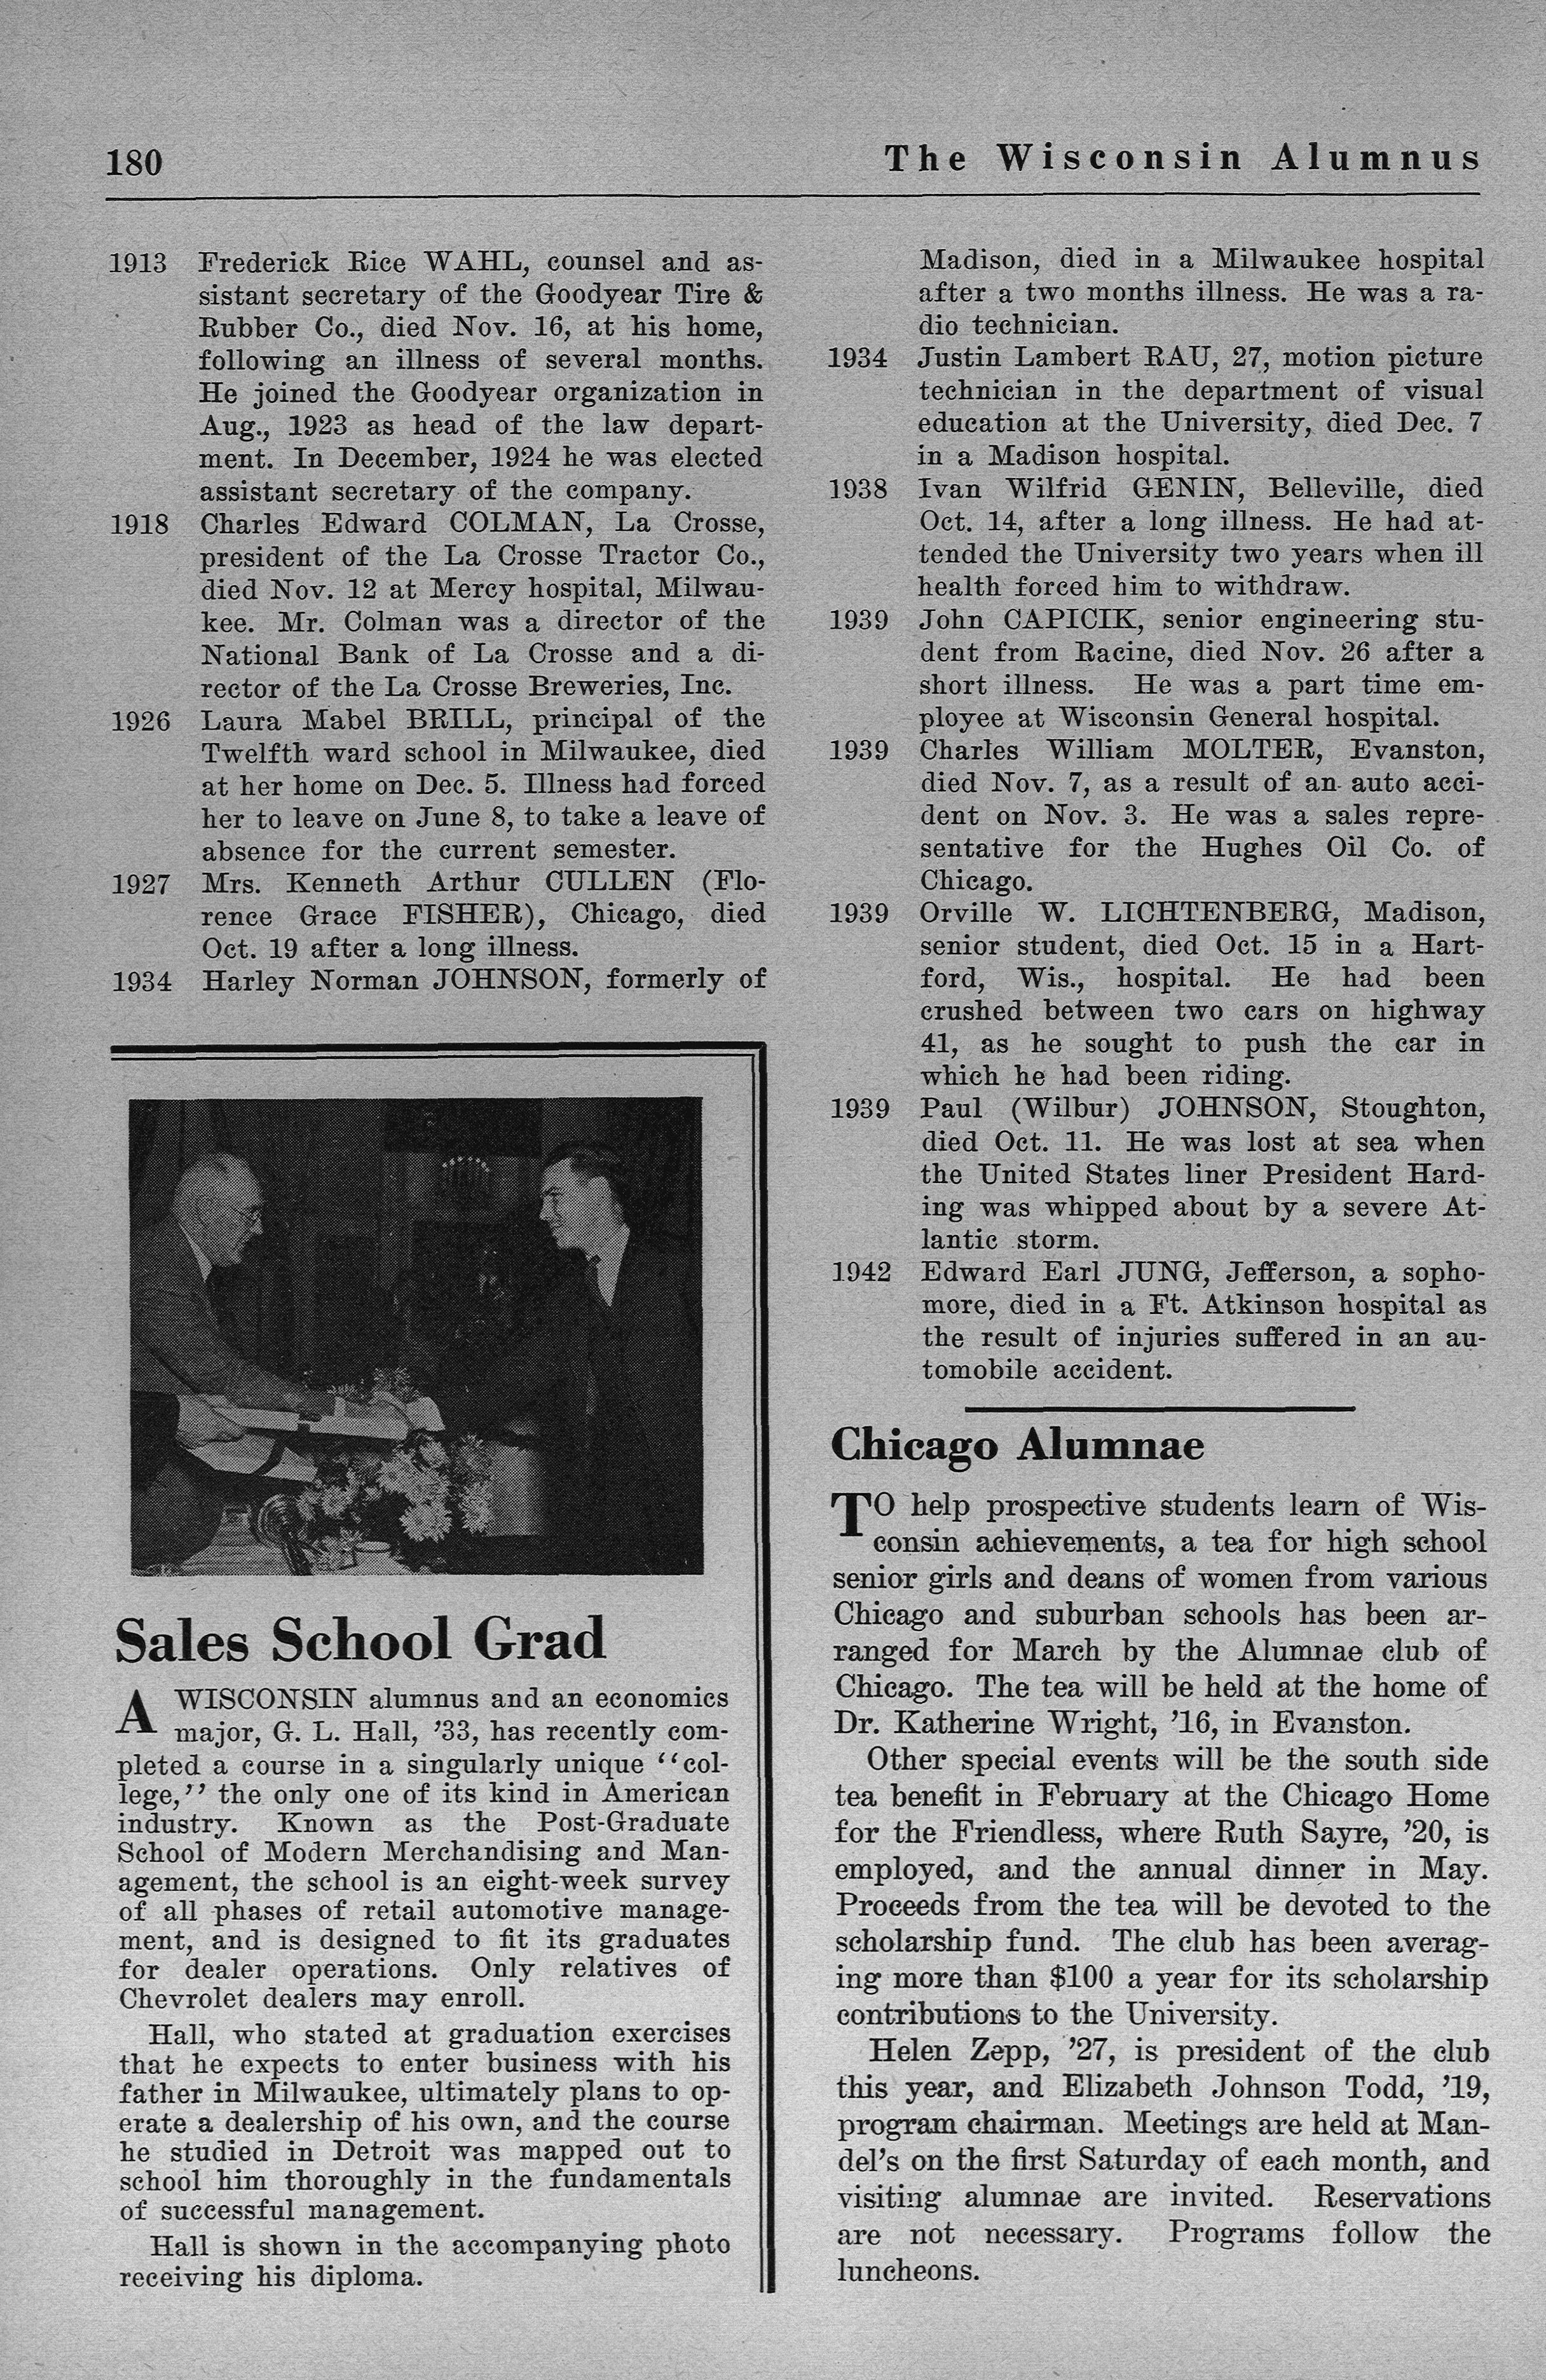 180
The Wisconsin Alumnus
1913 Frederick Rice WAHL, counsel and as-
sistant secretary of the Goodyear Tire &
Rubber Co., died Nov. 16, at his home,
following an illness of several months.
He joined the Goodyear organization in
Aug., 1923 as head of the law depart-
ment. In December, 1924 he was elected
assistant secretary of the company.
1918 Charles Edward COLMAN, La Crosse,
president of the La Crosse Tractor Co.,
died Nov. 12 at Mercy hospital, Milwau-
kee. Mr. Colman was a director of the
National Bank of La Crosse and a di-
rector of the La Crosse Breweries, Inc.
1926 Laura Mabel BRILL, principal of the
Twelfth ward school in Milwaukee, died
at her home on Dec. 5. Illness had forced
her to leave on June 8, to take a leave of
absence for the current semester.
1927 Mrs. Kenneth Arthur CULLEN (Flo-
rence Grace FISHER), Chicago, died
Oct. 19 after a long illness.
1934 Harley Norman JOHNSON, formerly of
Madison, died in a Milwaukee hospital
after a two months illness. He was a ra-
dio technician.
1934 Justin Lambert RAU, 27, motion picture
technician in the department of visual
education at the University, died Dec. 7
in a Madison hospital.
1938 Ivan Wilfrid GENIN, Belleville, died
Oct. 14, after a long illness. He had at-
tended the University two years when ill
health forced him to withdraw.
1939 John CAPICIK, senior engineering stu-
dent from Racine, died Nov. 26 after a
short illness. He was a part time em-
ployee at Wisconsin General hospital.
1939 Charles William MOLTER, Evanston,
died Nov. 7, as a result of an auto acci-
dent on Nov. 3. He was a sales repre-
sentative for the Hughes Oil Co. of
Chicago.
1939 Orville W. LICHTENBERG, Madison,
senior student, died Oct. 15 in a Hart-
ford, Wis., hospital. He had been
crushed between two cars on highway
41, as he sought to push the car in
which he had been riding.
1939 Paul (Wilbur) JOHNSON, Stoughton,
died Oct. 11. He was lost at sea when
the United States liner President Hard-
ing was whipped about by a severe At-
lantic storm.
1942 Edward Earl JUNG, Jefferson, a sopho-
more, died in a Ft. Atkinson hospital as
the result of injuries suffered in an au-
tomobile accident.
Sales School Grad
A WISCONSIN alumnus and an economics
major, G. L. Hall, ’33, has recently com-
pleted a course in a singularly unique ‘‘col-
lege,’’ the only one of its kind in American
industry. Known as the Post-Graduate
School of Modern Merchandising and Man-
agement, the school is an eight-week survey
of all phases of retail automotive manage-
ment, and is designed to fit its graduates
for dealer operations. Only relatives of
Chevrolet dealers may enroll.
Hall, who stated at graduation exercises
that he expects to enter business with his
father in Milwaukee, ultimately plans to op-
erate a dealership of his own, and the course
he studied in Detroit was mapped out to
school him thoroughly in the fundamentals
of successful management.
Hall is shown in the accompanying photo
receiving his diploma.
Chicago Alumnae
TO help prospective students learn of Wis-
consin achievements, a tea for high school
senior girls and deans of women from various
Chicago and suburban schools has been ar-
ranged for March by the Alumnae club of
Chicago. The tea will be held at the home of
Dr. Katherine Wright, ’16, in Evanston.
Other special events will be the south side
tea benefit in February at the Chicago Home
for the Friendless, where Ruth Sayre, ’20, is
employed, and the annual dinner in May.
Proceeds from the tea will be devoted to the
scholarship fund. The club has been averag-
ing more than $100 a year for its scholarship
contributions to the University.
Helen Zepp, ’27, is president of the club
this year, and Elizabeth Johnson Todd, ’19,
program chairman. Meetings are held at Man-
del’s on the first Saturday of each month, and
visiting alumnae are invited. Reservations
are not necessary. Programs follow the
luncheons.